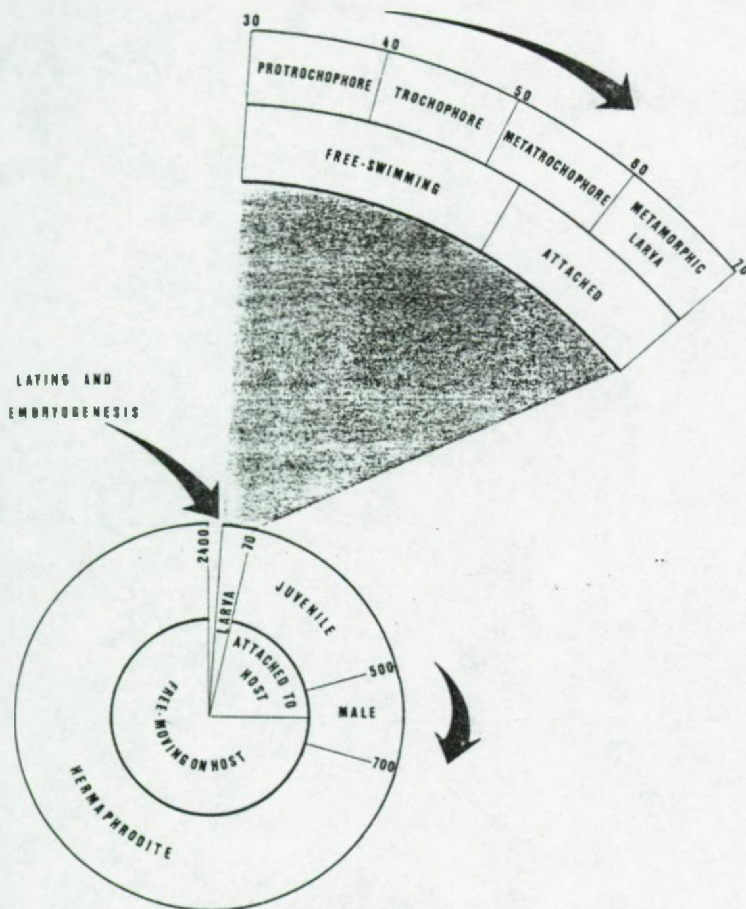 30
40
50
60
70
PROTROCHOPHORE
TROCHOPHORE
METATROCHOPHORE
METAMORPHIC
LARVA
FREE-SWIMMING
ATTACHED
LAYING AND
EMBRYOGENESIS
2400
LARVA
70
JUVENILE
ATTACHED TO
HOST
500
MALE
700
FREE-MOVING ON HOST
HERMAPHRODITE